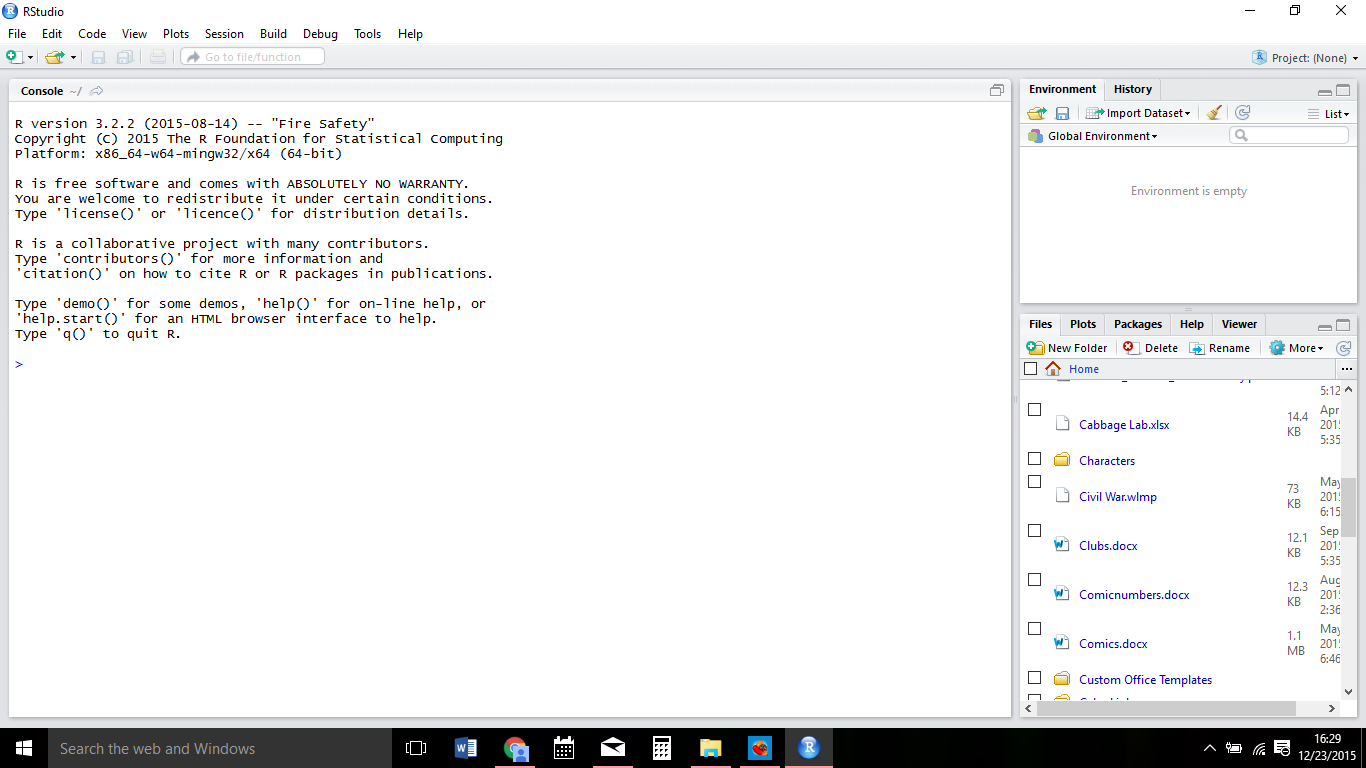 RStudio
File Edit Code View Plots Session Build Debug Tools Help
Go to file/function
Project: (None)
Console ~/
R version 3.2.2 (2015-08-14) -- "Fire Safety"
Copyright (C) 2015 The R Foundation for Statistical Computing
Platform: x86_64-w64-mingw32/x64 (64-bit)
R is free software and comes with ABSOLUTELY NO WARRANTY.
You are welcome to redistribute it under certain conditions.
Type 'license()' or 'licence()' for distribution details.
R is a collaborative project with many contributors.
Type 'contributors()' for more information and
'citation()' on how to cite R or R packages in publications.
Type 'demo()' for some demos, 'help()' for on-line help, or
'help.start()' for an HTML browser interface to help.
Type 'q()' to quit R.
>
Environment History
Import Dataset List
Global Environment
Environment is empty
Files Plots Packages Help Viewer
New Folder Delete Rename More
Home ...
5:12
Cabbage Lab.xlsx 14.4 KB Apr 201 5:35
Characters
Civil War.wlmp 73 KB May 201 6:15
Clubs.docx 12.1 KB Sep 201 5:35
Comicnumbers.docx 12.3 KB Aug 201 2:36
Comics.docx 1.1 MB May 201 6:46
Custom Office Templates
Search the web and Windows
16:29
12/23/2015